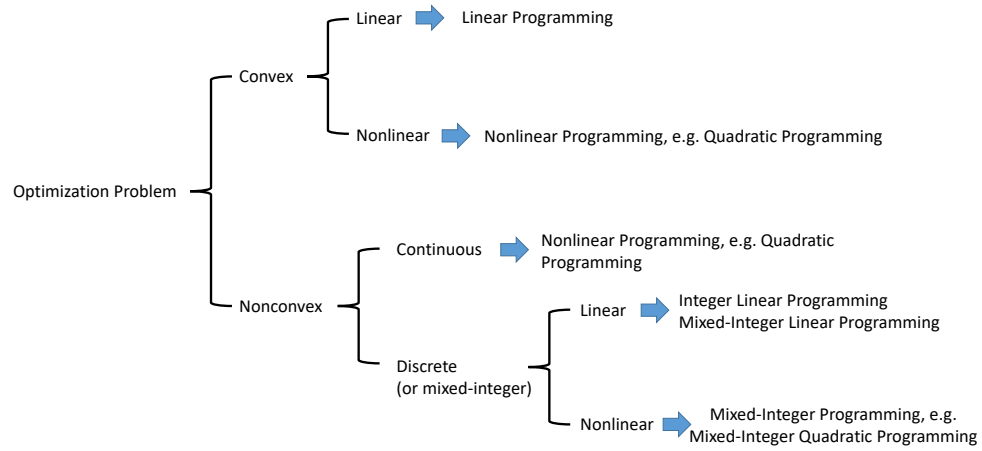 Linear
Linear Programming
Convex
Nonlinear
Nonlinear Programming, e.g. Quadratic Programming
Optimization Problem
Continuous
Nonlinear Programming, e.g. Quadratic
Programming
Nonconvex
Linear
Integer Linear Programming
Mixed-Integer Linear Programming
Discrete
(or mixed-integer)
Nonlinear
Mixed-Integer Programming, e.g.
Mixed-Integer Quadratic Programming